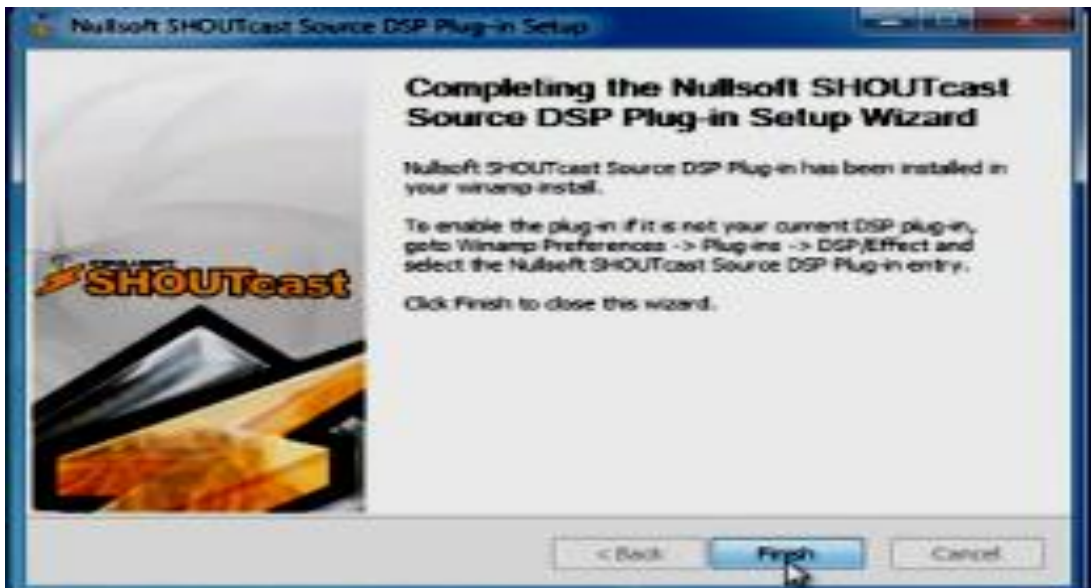 Nullsoft SHOUTcast Source DSP Plug-in Setup
Completing the Nullsoft SHOUTcast
Source DSP Plug-in Setup Wizard
Nullsoft SHOUTcast Source DSP Plug-in has been installed in
your winamp install.
To enable the plug-in if it is not your current DSP plug-in,
goto Winamp Preferences -> Plug-ins -> DSP/Effect and
select the Nullsoft SHOUTcast Source DSP Plug-in entry.
Click Finish to close this wizard.
SHOUTcast
< Back
Finish
Cancel